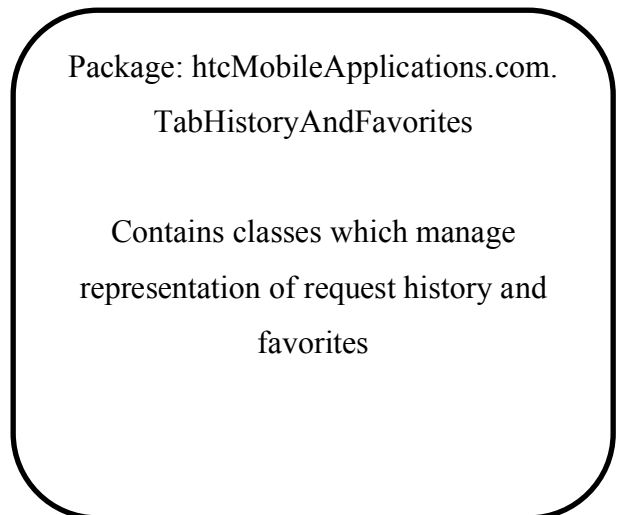 Package: htcMobileApplications.com.
TabHistoryAndFavorites
Contains classes which manage
representation of request history and
favorites